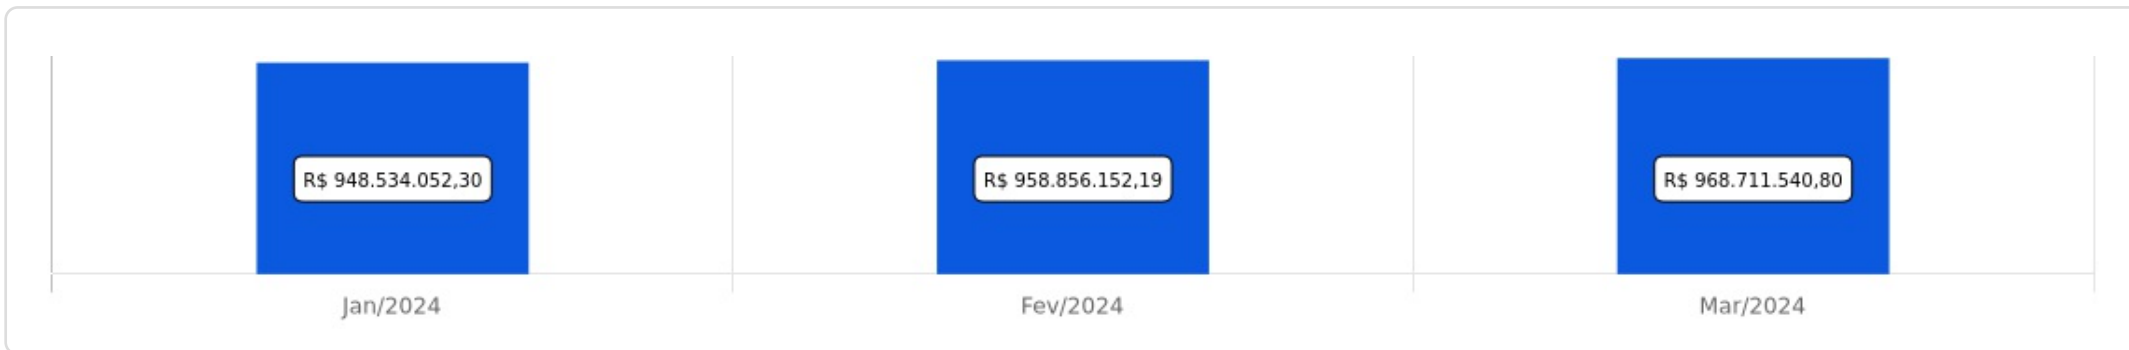 R$ 948.534.052,30 R$ 958.856.152,19 R$ 968.711.540,80
Jan/2024 Fev/2024 Mar/2024